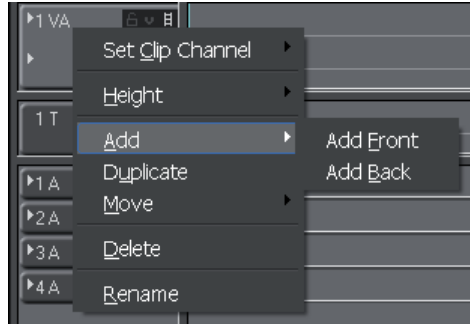 1 VA
Set Clip Channel
Height
1 T
Add
Add Front
Duplicate
Add Back
1 A
Move
2 A
3 A
Delete
4 A
Rename